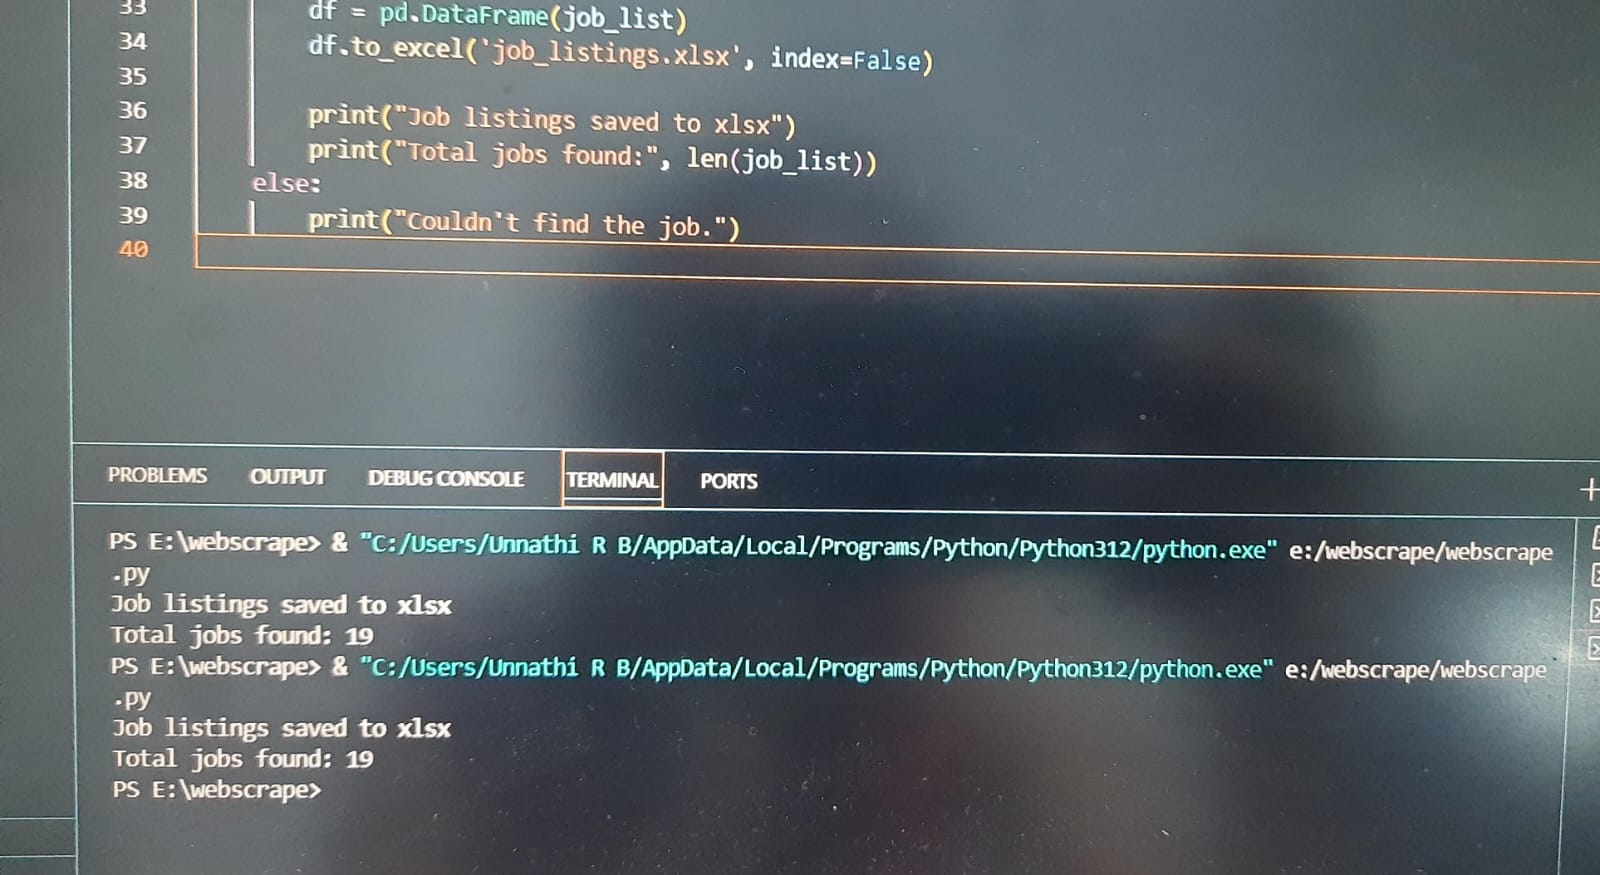 33 df = pd.DataFrame(job_list)
34 df.to_excel('job_listings.xlsx', index=False)
35
36 print("Job listings saved to xlsx")
37 print("Total jobs found:", len(job_list))
38 else:
39 print("Couldn't find the job.")
40
PROBLEMS OUTPUT DEBUG CONSOLE TERMINAL PORTS
PS E:\webscrape> & "C:/Users/Unnathi R B/AppData/Local/Programs/Python/Python312/python.exe" e:/webscrape/webscrape
.py
Job listings saved to xlsx
Total jobs found: 19
PS E:\webscrape> & "C:/Users/Unnathi R B/AppData/Local/Programs/Python/Python312/python.exe" e:/webscrape/webscrape
.py
Job listings saved to xlsx
Total jobs found: 19
PS E:\webscrape>